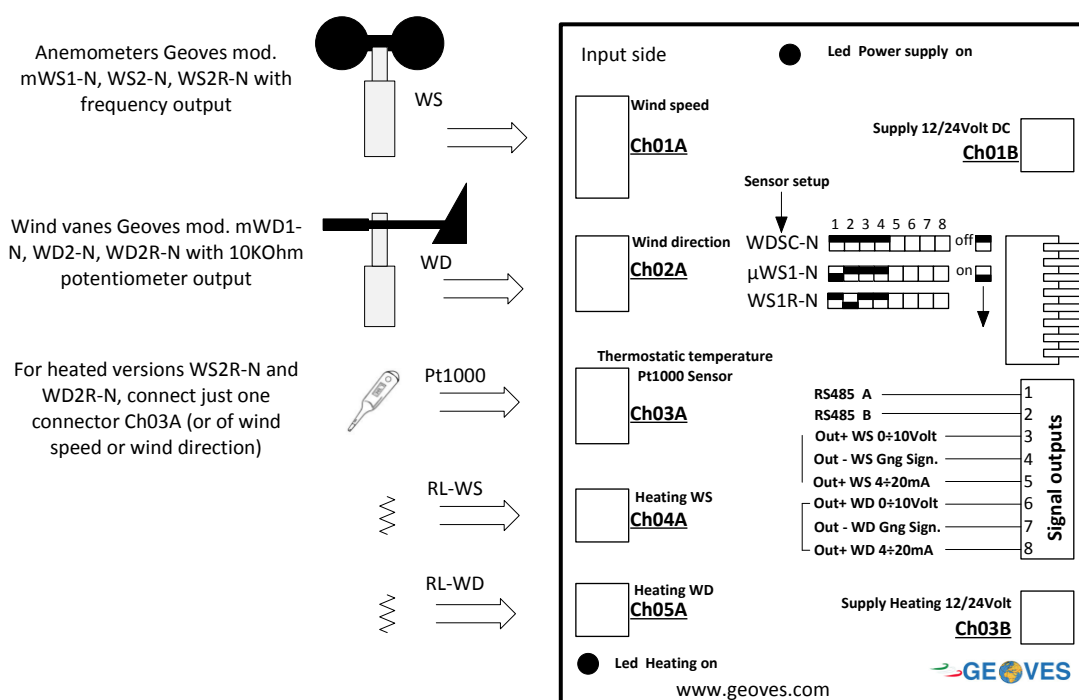 Anemometers Geoves mod.
mWS1-N, WS2-N, WS2R-N with
frequency output
WS
Wind vanes Geoves mod. mWD1-
N, WD2-N, WD2R-N with 10KOhm
potentiometer output
WD
For heated versions WS2R-N and
WD2R-N, connect just one
connector Ch03A (or of wind
speed or wind direction)
Pt1000
RL-WS
RL-WD
Input side
Led Power supply on
Wind speed
Ch01A
Supply 12/24Volt DC
Ch01B
Sensor setup
1 2 3 4 5 6 7 8
Wind direction
Ch02A
WDSC-N
off
µWS1-N
on
WS1R-N
Thermostatic temperature
Pt1000 Sensor
Ch03A
RS485 A
1
RS485 B
2
Out+ WS 0÷10Volt
3
Out - WS Gng Sign.
4
Out+ WS 4÷20mA
5
Out+ WD 0÷10Volt
6
Out - WD Gng Sign.
7
Out+ WD 4÷20mA
8
Signal outputs
Heating WS
Ch04A
Heating WD
Ch05A
Supply Heating 12/24Volt
Ch03B
Led Heating on
www.geoves.com
GEOVES